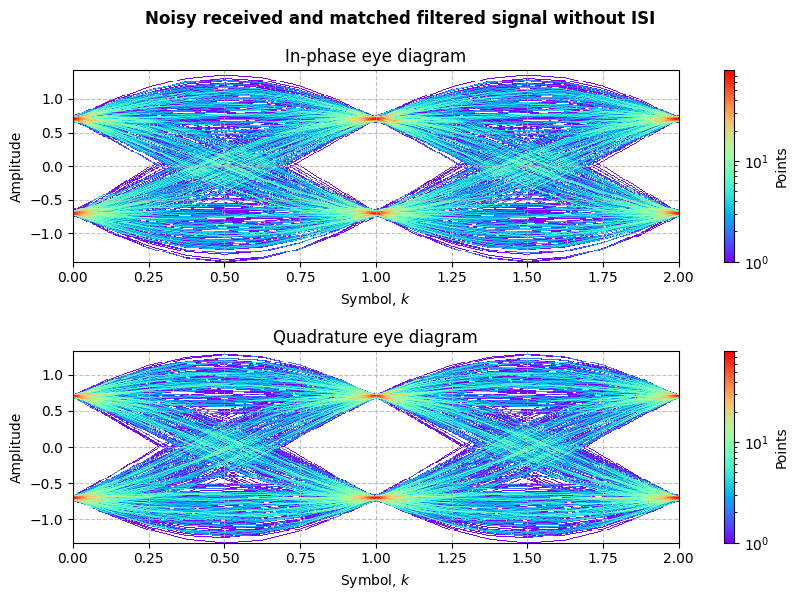 Noisy received and matched filtered signal without ISI
In-phase eye diagram
1.0
0.5
0.0
−0.5
−1.0
Amplitude
0.00 0.25 0.50 0.75 1.00 1.25 1.50 1.75 2.00
Symbol, k
10¹
10⁰
Points
Quadrature eye diagram
1.0
0.5
0.0
−0.5
−1.0
Amplitude
0.00 0.25 0.50 0.75 1.00 1.25 1.50 1.75 2.00
Symbol, k
10¹
10⁰
Points